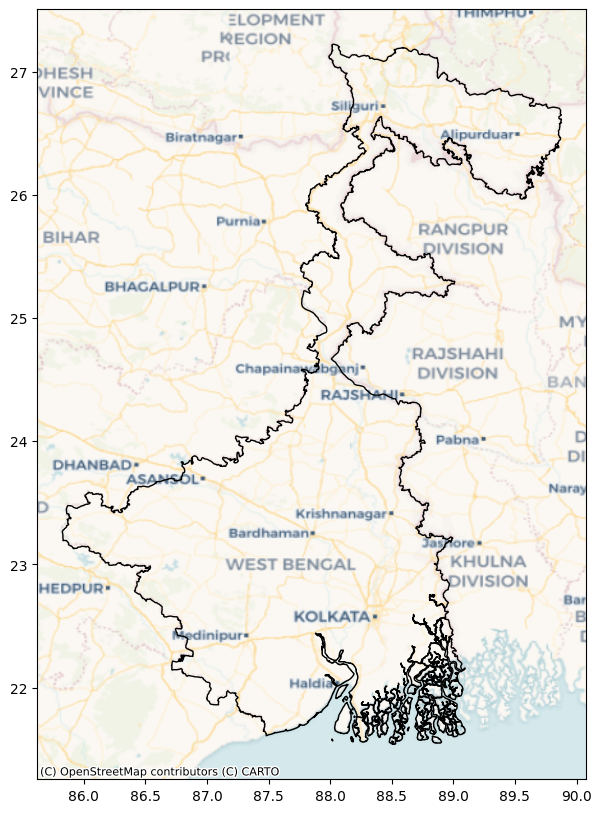 THIMPHU
ELOPMENT
REGION
DHESH
VINCE
27
Siliguri
Alipurduar
Biratnagar
26
Purnia
RANGPUR
DIVISION
BIHAR
BHAGALPUR
25
MY
Chapainawabganj
RAJSHAHI
DIVISION
BAN
RAJSHAHI
24
Pabna
DHANBAD
ASANSOL
D
DI
Naray
Krishnanagar
Bardhaman
Jashore
23
WEST BENGAL
KHULNA
DIVISION
HEDPUR
Bar
KOLKATA
B
D
Medinipur
22
Haldia
(C) OpenStreetMap contributors (C) CARTO
86.0 86.5 87.0 87.5 88.0 88.5 89.0 89.5 90.0